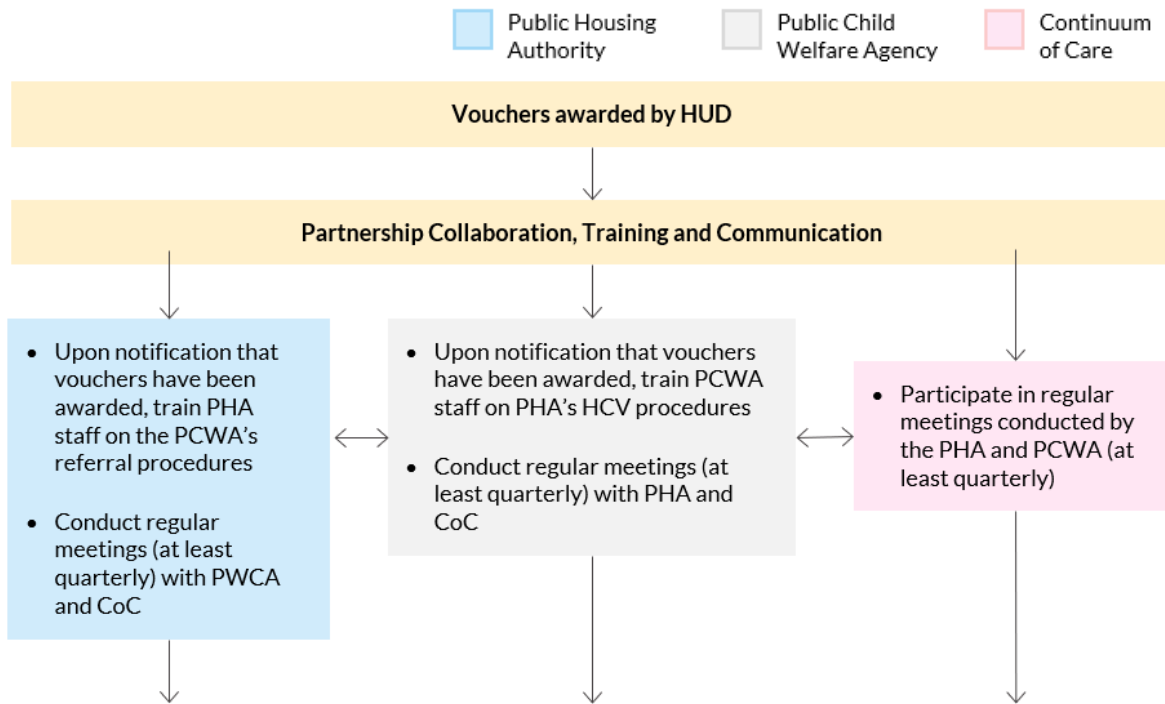 Public Housing
Authority
Public Child
Welfare Agency
Continuum
of Care
Vouchers awarded by HUD
Partnership Collaboration, Training and Communication
• Upon notification that
vouchers have been
awarded, train PHA
staff on the PCWA’s
referral procedures
• Conduct regular
meetings (at least
quarterly) with PWCA
and CoC
• Upon notification that vouchers
have been awarded, train PCWA
staff on PHA’s HCV procedures
• Conduct regular meetings (at
least quarterly) with PHA and
CoC
• Participate in regular
meetings conducted by
the PHA and PCWA (at
least quarterly)